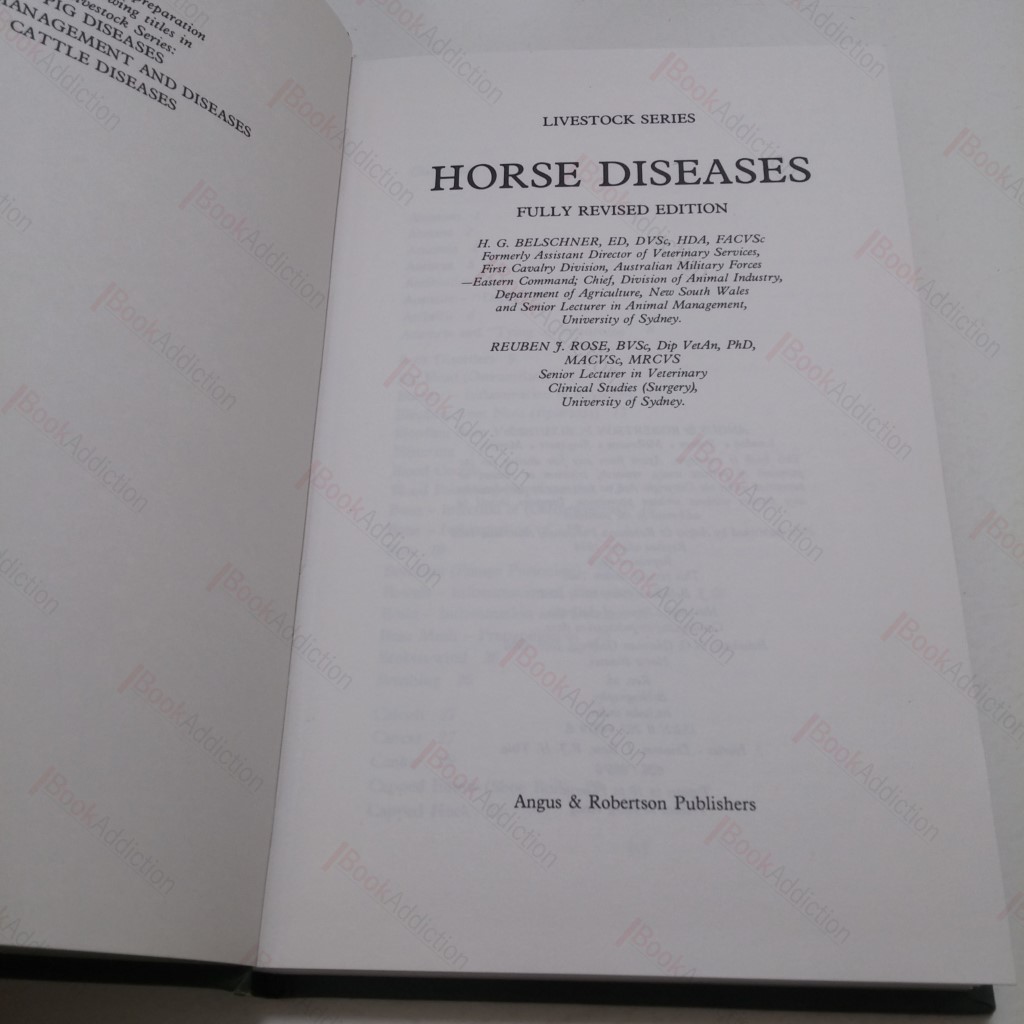 preparation
wing titles in
Livestock Series:
PIG DISEASES
MANAGEMENT AND DISEASES
CATTLE DISEASES
LIVESTOCK SERIES
HORSE DISEASES
FULLY REVISED EDITION
H. G. BELSCHNER, ED, DVSc, HDA, FACVSc
Formerly Assistant Director of Veterinary Services,
First Cavalry Division, Australian Military Forces
—Eastern Command; Chief, Division of Animal Industry,
Department of Agriculture, New South Wales
and Senior Lecturer in Animal Management,
University of Sydney.
REUBEN J. ROSE, BVSc, Dip VetAn, PhD,
MACVSc, MRCVS
Senior Lecturer in Veterinary
Clinical Studies (Surgery),
University of Sydney.
Angus & Robertson Publishers
BookAddiction